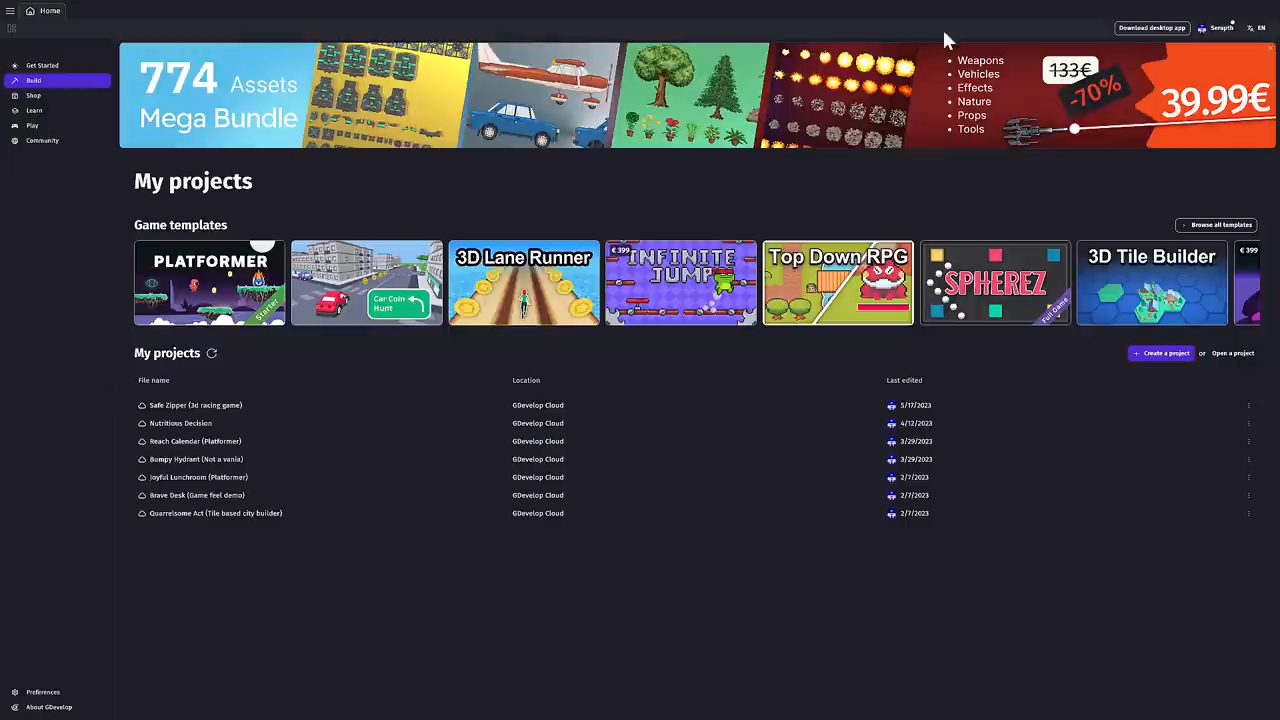 Home
Download desktop app
Serapth
EN
Get Started
Build
Shop
Learn
Play
Community
774 Assets
Mega Bundle
Weapons
Vehicles
Effects
Nature
Props
Tools
133€
-70%
39.99€
My projects
Game templates
Browse all templates
PLATFORMER
Starter
Car Coin
Hunt
3D Lane Runner
€ 399
INFINITE
JUMP
Top Down RPG
SPHEREZ
Full Game
3D Tile Builder
€ 399
My projects
Create a project
or
Open a project
File name Location Last edited
Safe Zipper (3d racing game) GDevelop Cloud 5/17/2023
Nutritious Decision GDevelop Cloud 4/12/2023
Reach Calendar (Platformer) GDevelop Cloud 3/29/2023
Bumpy Hydrant (Not a vania) GDevelop Cloud 3/29/2023
Joyful Lunchroom (Platformer) GDevelop Cloud 2/7/2023
Brave Desk (Game feel demo) GDevelop Cloud 2/7/2023
Quarrelsome Act (Tile based city builder) GDevelop Cloud 2/7/2023
Preferences
About GDevelop